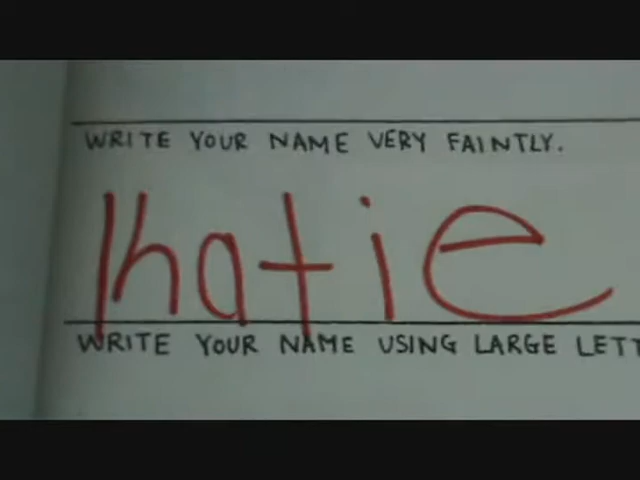 WRITE YOUR NAME VERY FAINTLY.
Katie
WRITE YOUR NAME USING LARGE LETT